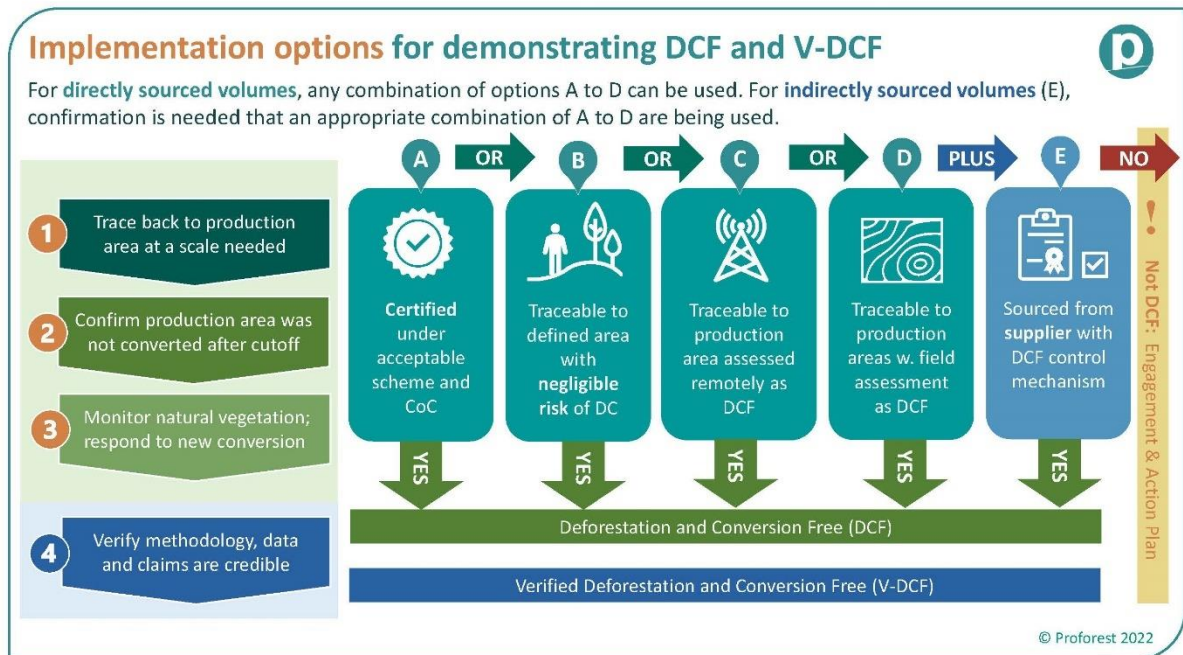 Implementation options for demonstrating DCF and V-DCF
p
For directly sourced volumes, any combination of options A to D can be used. For indirectly sourced volumes (E),
confirmation is needed that an appropriate combination of A to D are being used.
A
OR
B
OR
C
OR
D
PLUS
E
NO
1
Trace back to
production
area at a scale needed
2
Confirm production area was
not converted after cutoff
3
Monitor natural vegetation;
respond to new conversion
4
Verify methodology, data
and claims are credible
Certified
under
acceptable
scheme and
CoC
Traceable to
defined area
with
negligible
risk of DC
Traceable to
production
area assessed
remotely as
DCF
Traceable to
production
areas w. field
assessment
as DCF
Sourced from
supplier with
DCF control
mechanism
YES
YES
YES
YES
YES
Deforestation and Conversion Free (DCF)
Verified Deforestation and Conversion Free (V-DCF)
! Not DCF: Engagement & Action Plan
© Proforest 2022